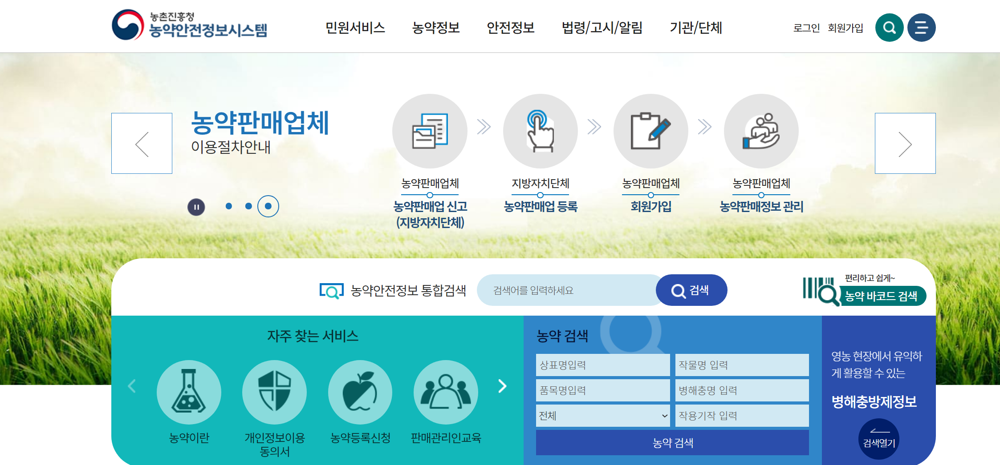 농촌진흥청
농약안전정보시스템
민원서비스
농약정보
안전정보
법령/고시/알림
기관/단체
로그인
회원가입
농약판매업체
이용절차안내
농약판매업체
농약판매업 신고
(지방자치단체)
지방자치단체
농약판매업 등록
농약판매업체
회원가입
농약판매업체
농약판매정보 관리
농약안전정보 통합검색
검색어를 입력하세요
검색
편리하고 쉽게~
농약 바코드 검색
자주 찾는 서비스
농약이란
개인정보이용
동의서
농약등록신청
판매관리인교육
농약 검색
상표명입력
작물명 입력
품목명입력
병해충명 입력
전체
작용기작 입력
농약 검색
영농 현장에서 유익하
게 활용할 수 있는
병해충방제정보
검색열기